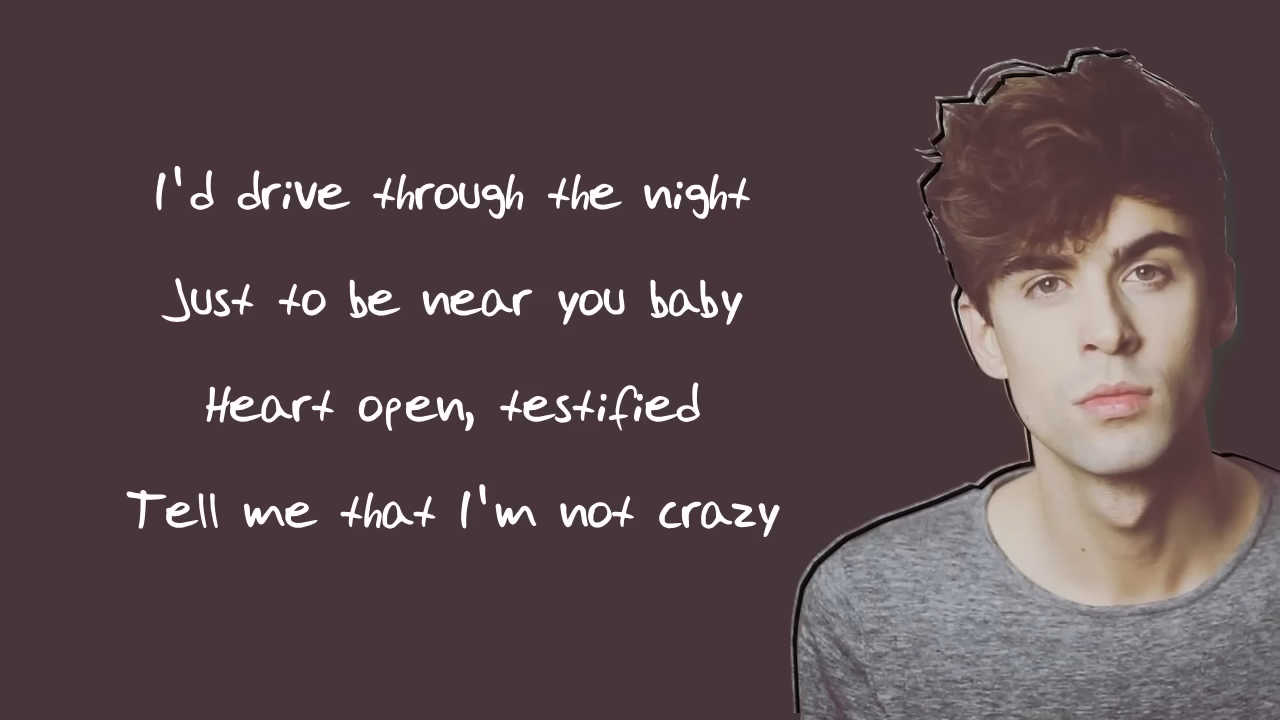 I'd drive through the night
Just to be near you baby
Heart open, testified
Tell me that I'm not crazy